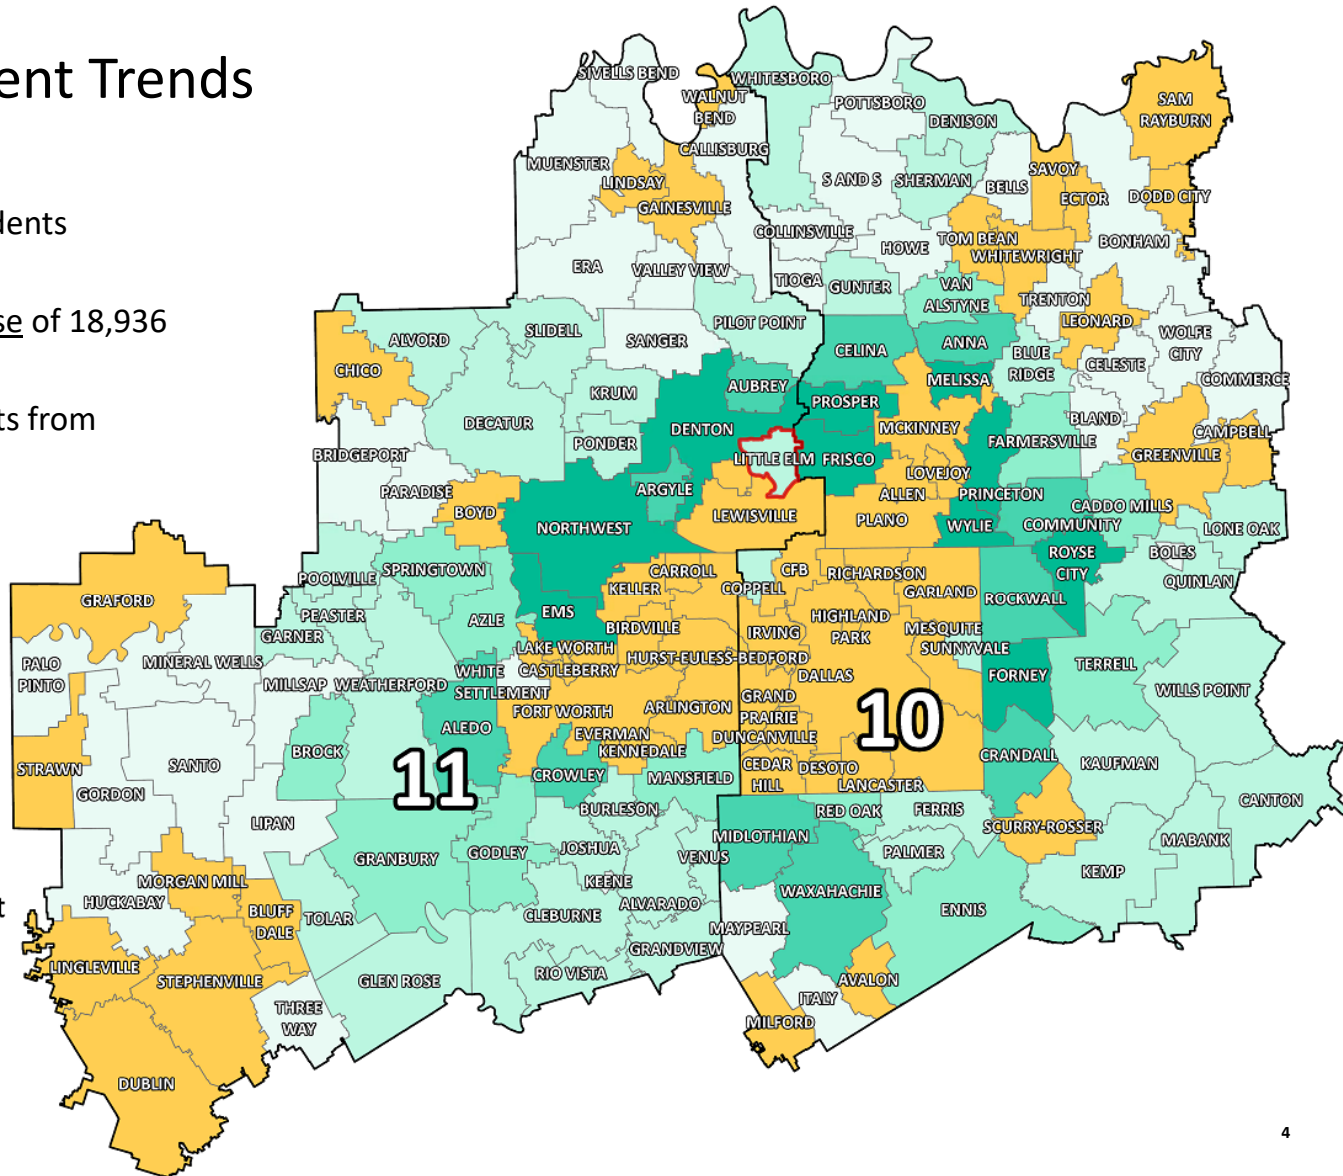 ent Trends
dents
se of 18,936
ts from
t
SIVELLS BEND
WHITESBORO
WALNUT
BEND
POTTSBORO
SAM
RAYBURN
DENISON
CALLISBURG
MUENSTER
LINDSAY
S AND S
SHERMAN
BELLS
SAVOY
ECTOR
DODD CITY
GAINESVILLE
COLLINSVILLE
HOWE
TOM BEAN
WHITEWRIGHT
BONHAM
ERA
VALLEY VIEW
TIOGA
GUNTER
VAN
ALSTYNE
TRENTON
LEONARD
WOLFE
CITY
ALVORD
SLIDELL
SANGER
PILOT POINT
CELINA
ANNA
BLUE
RIDGE
CELESTE
COMMERCE
CHICO
KRUM
AUBREY
PROSPER
MELISSA
DECATUR
PONDER
DENTON
MCKINNEY
BLAND
CAMPBELL
FARMERSVILLE
GREENVILLE
BRIDGEPORT
LITTLE ELM
FRISCO
LOVEJOY
PARADISE
ARGYLE
ALLEN
PRINCETON
CADDO MILLS
BOYD
NORTHWEST
LEWISVILLE
PLANO
WYLIE
COMMUNITY
LONE OAK
ROYSE
CITY
BOLES
QUINLAN
POOLVILLE
SPRINGTOWN
CARROLL
KELLER
COPPELL
CFB
RICHARDSON
GARLAND
ROCKWALL
GRAFORD
PEASTER
GARNER
AZLE
EMS
BIRDVILLE
IRVING
HIGHLAND
PARK
MESQUITE
SUNNYVALE
PALO
PINTO
MINERAL WELLS
LAKE WORTH
CASTLEBERRY
HURST-EULESS-BEDFORD
DALLAS
FORNEY
TERRELL
WILLS POINT
MILLSAP
WEATHERFORD
WHITE
SETTLEMENT
FORT WORTH
ARLINGTON
GRAND
PRAIRIE
10
ALEDO
EVERMAN
KENNEDALE
DUNCANVILLE
STRAWN
SANTO
BROCK
11
CROWLEY
MANSFIELD
CEDAR
HILL
DESOTO
LANCASTER
CRANDALL
KAUFMAN
GORDON
LIPAN
BURLESON
RED OAK
FERRIS
CANTON
SCURRY-ROSSER
MIDLOTHIAN
MABANK
GRANBURY
GODLEY
JOSHUA
VENUS
PALMER
KEMP
MORGAN MILL
KEENE
WAXAHACHIE
HUCKABAY
BLUFF
DALE
TOLAR
CLEBURNE
ALVARADO
ENNIS
MAYPEARL
GRANDVIEW
LINGLEVILLE
STEPHENVILLE
GLEN ROSE
RIO VISTA
AVALON
ITALY
THREE
WAY
MILFORD
DUBLIN
4